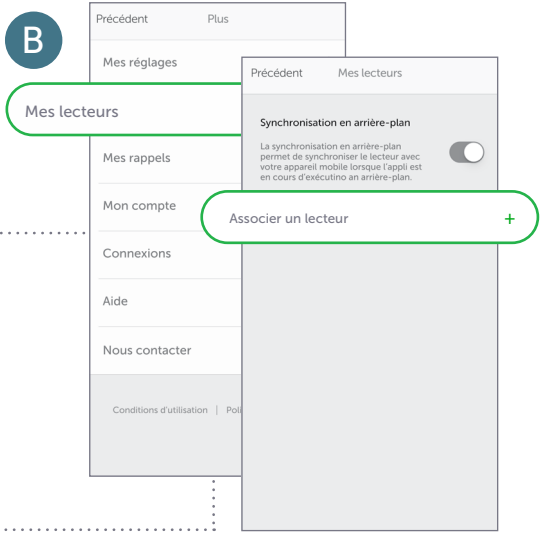 B
Précédent Plus
Mes réglages
Mes lecteurs
Mes rappels
Mon compte
Connexions
Aide
Nous contacter
Conditions d'utilisation | Poli
Précédent Mes lecteurs
Synchronisation en arrière-plan
La synchronisation en arrière-plan
permet de synchroniser le lecteur avec
votre appareil mobile lorsque l'appli est
en cours d'exécutino an arrière-plan.
Associer un lecteur +